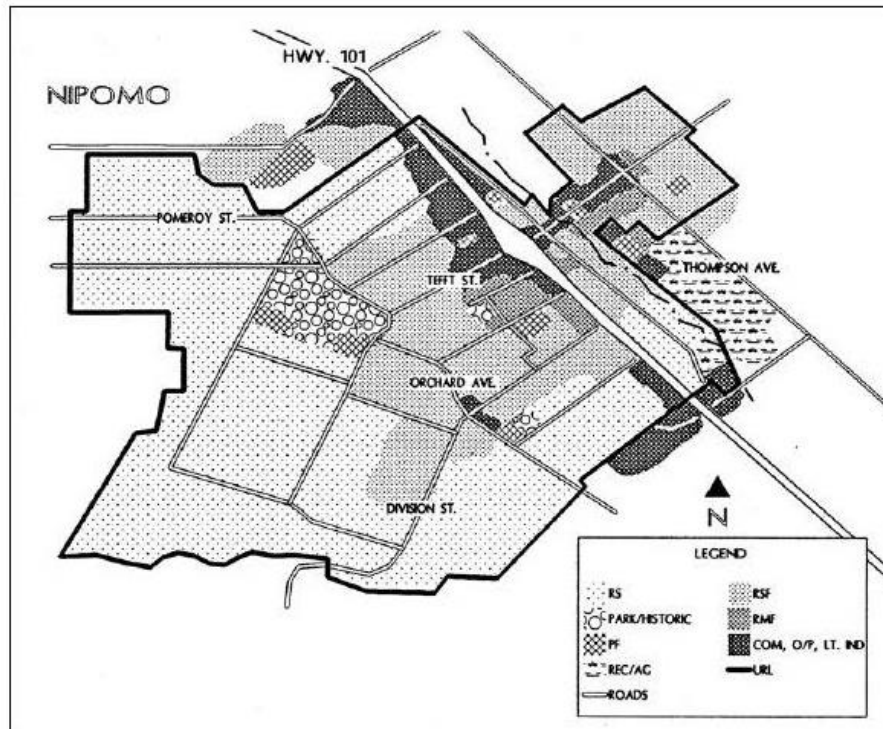 HWY. 101
NIPOMO
POMEROY ST.
TEFFT ST.
THOMPSON AVE.
ORCHARD AVE.
DIVISION ST.
N
LEGEND
RS
RSF
PARK/HISTORIC
RMF
PF
COM, O/P, LT. IND
REC/AG
URL
ROADS